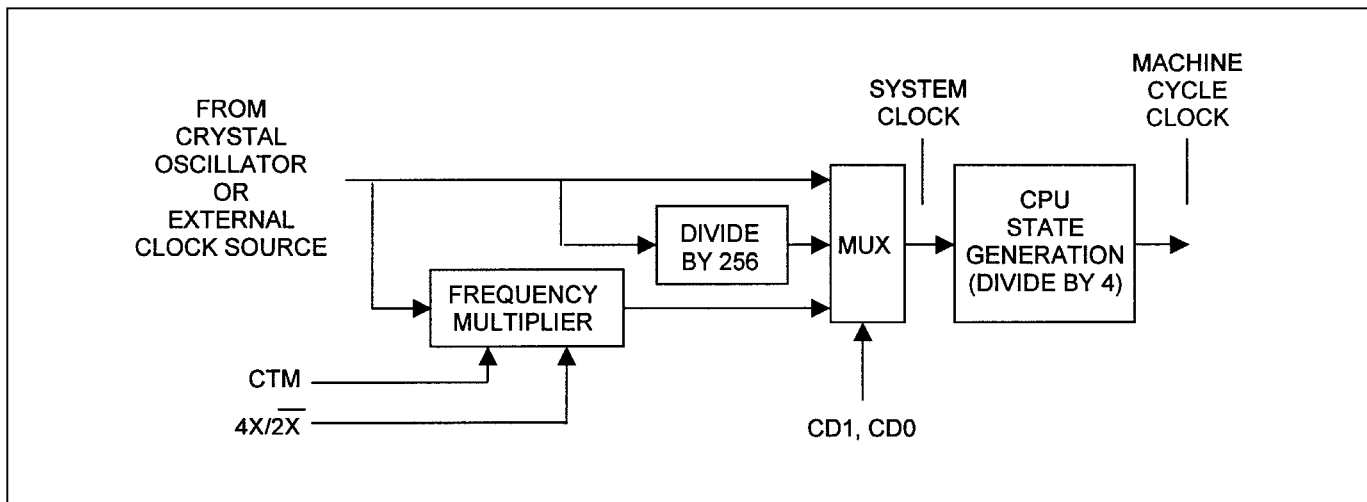 FROM
CRYSTAL
OSCILLATOR
OR
EXTERNAL
CLOCK SOURCE
SYSTEM
CLOCK
MACHINE
CYCLE
CLOCK
DIVIDE
BY 256
MUX
CPU
STATE
GENERATION
(DIVIDE BY 4)
FREQUENCY
MULTIPLIER
CTM
4X/2X̅
CD1, CD0